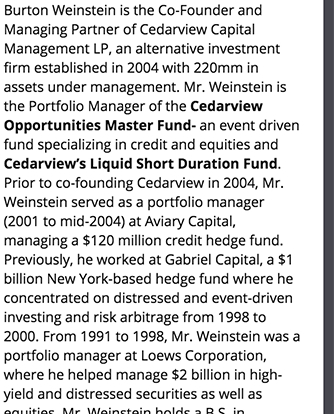 Burton Weinstein is the Co-Founder and
Managing Partner of Cedarview Capital
Management LP, an alternative investment
firm established in 2004 with 220mm in
assets under management. Mr. Weinstein is
the Portfolio Manager of the Cedarview
Opportunities Master Fund- an event driven
fund specializing in credit and equities and
Cedarview’s Liquid Short Duration Fund.
Prior to co-founding Cedarview in 2004, Mr.
Weinstein served as a portfolio manager
(2001 to mid-2004) at Aviary Capital,
managing a $120 million credit hedge fund.
Previously, he worked at Gabriel Capital, a $1
billion New York-based hedge fund where he
concentrated on distressed and event-driven
investing and risk arbitrage from 1998 to
2000. From 1991 to 1998, Mr. Weinstein was a
portfolio manager at Loews Corporation,
where he helped manage $2 billion in high-
yield and distressed securities as well as
equities. Mr. Weinstein holds a B.S. in